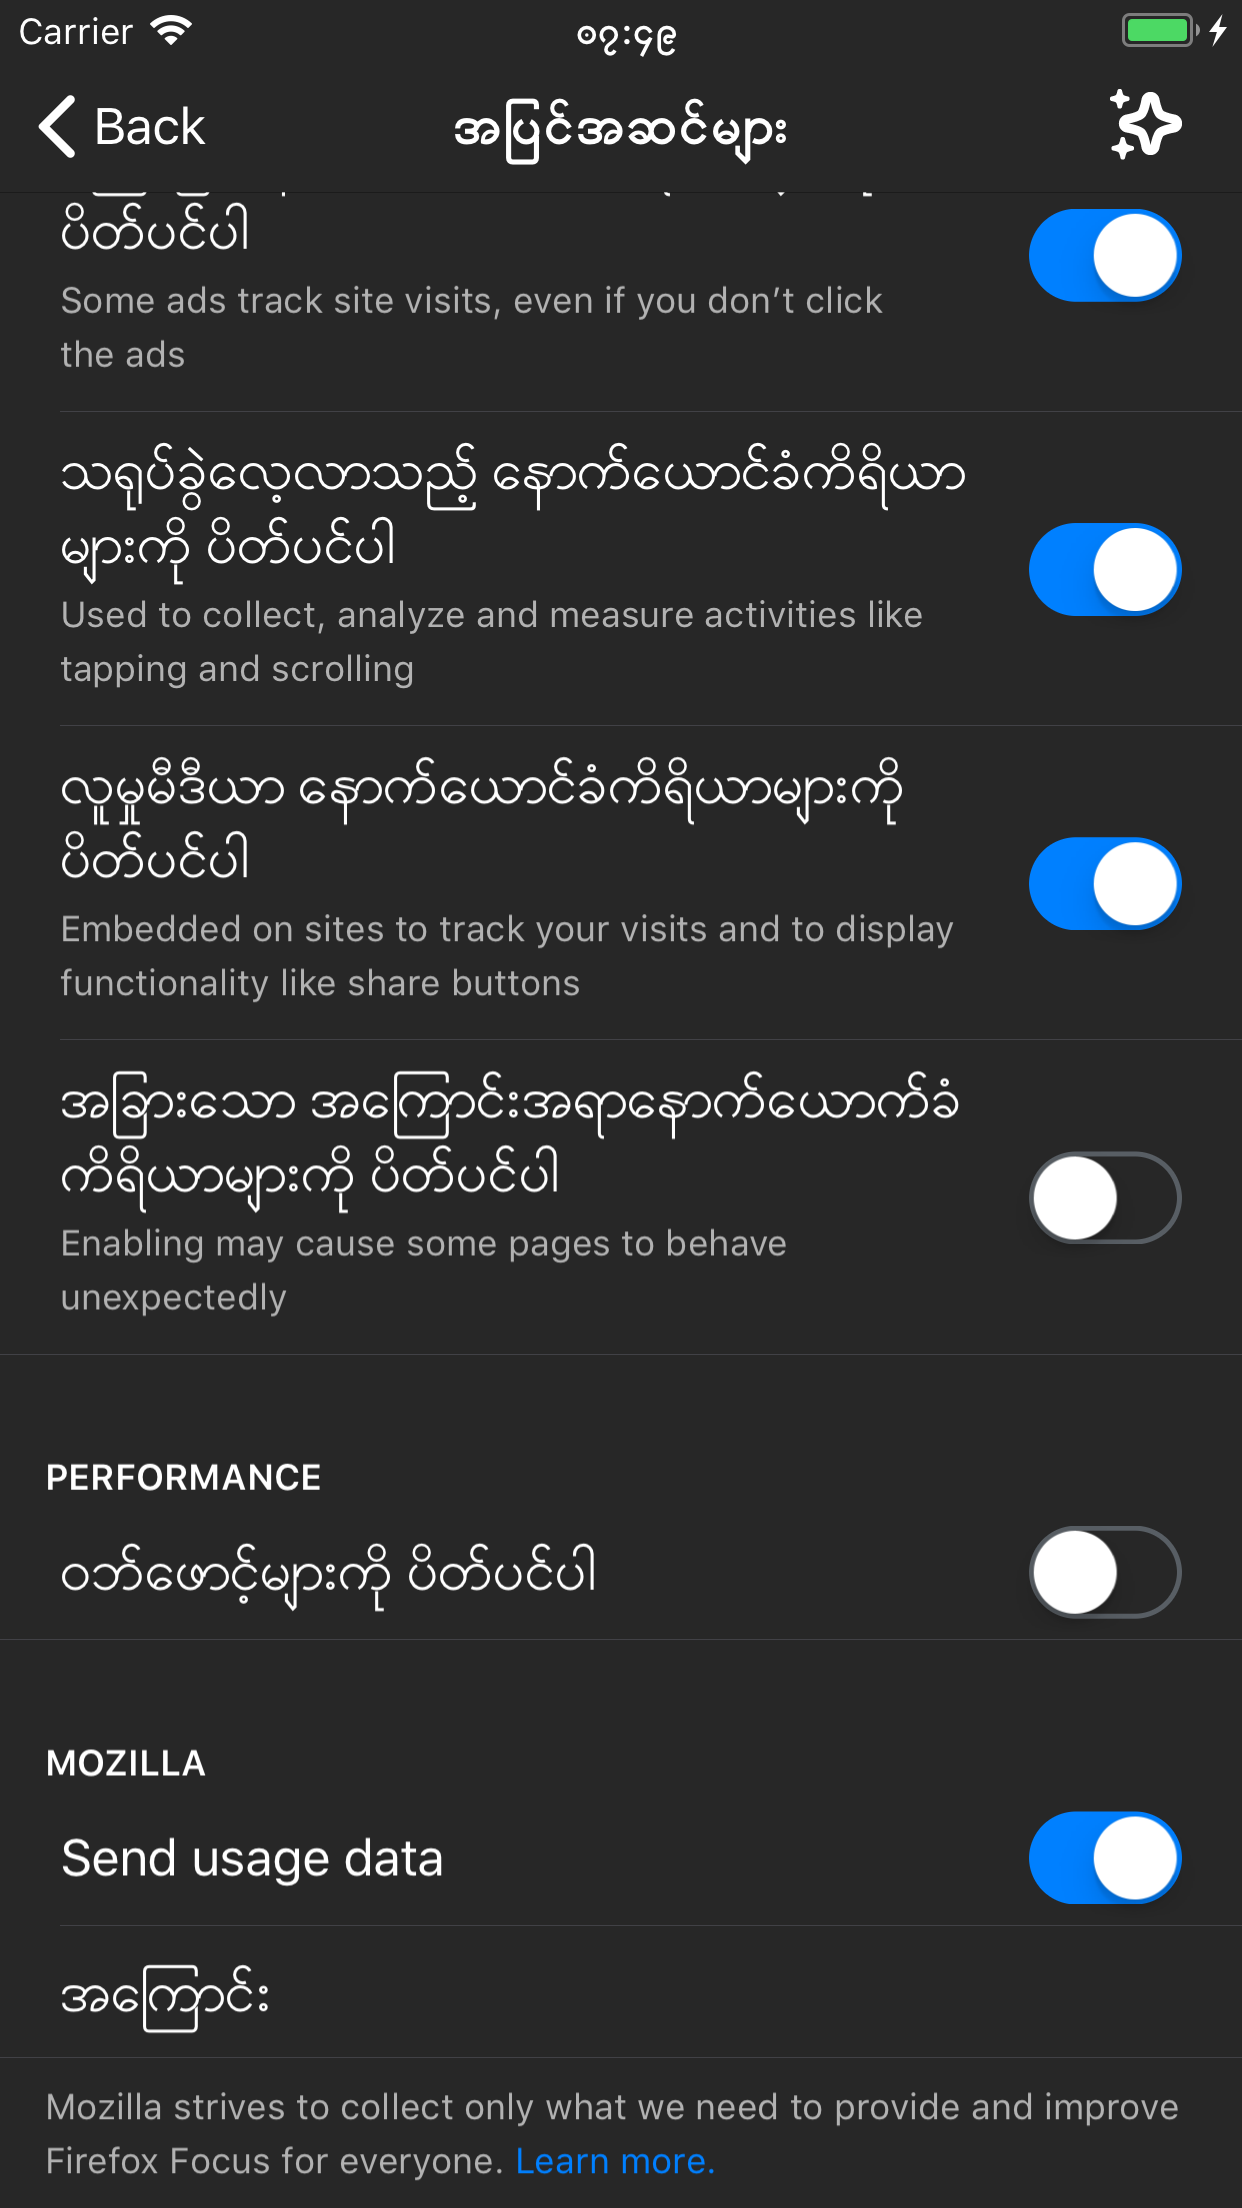 Carrier
၀၇:၄၉
Back
အပြင်အဆင်များ
ပိတ်ပင်ပါ
Some ads track site visits, even if you don’t click
the ads
သရုပ်ခွဲလေ့လာသည့် နောက်ယောင်ခံကိရိယာ
များကို ပိတ်ပင်ပါ
Used to collect, analyze and measure activities like
tapping and scrolling
လူမှုမီဒီယာ နောက်ယောင်ခံကိရိယာများကို
ပိတ်ပင်ပါ
Embedded on sites to track your visits and to display
functionality like share buttons
အခြားသော အကြောင်းအရာနောက်ယောက်ခံ
ကိရိယာများကို ပိတ်ပင်ပါ
Enabling may cause some pages to behave
unexpectedly
PERFORMANCE
ဝဘ်ဖောင့်များကို ပိတ်ပင်ပါ
MOZILLA
Send usage data
အကြောင်း
Mozilla strives to collect only what we need to provide and improve
Firefox Focus for everyone. Learn more.